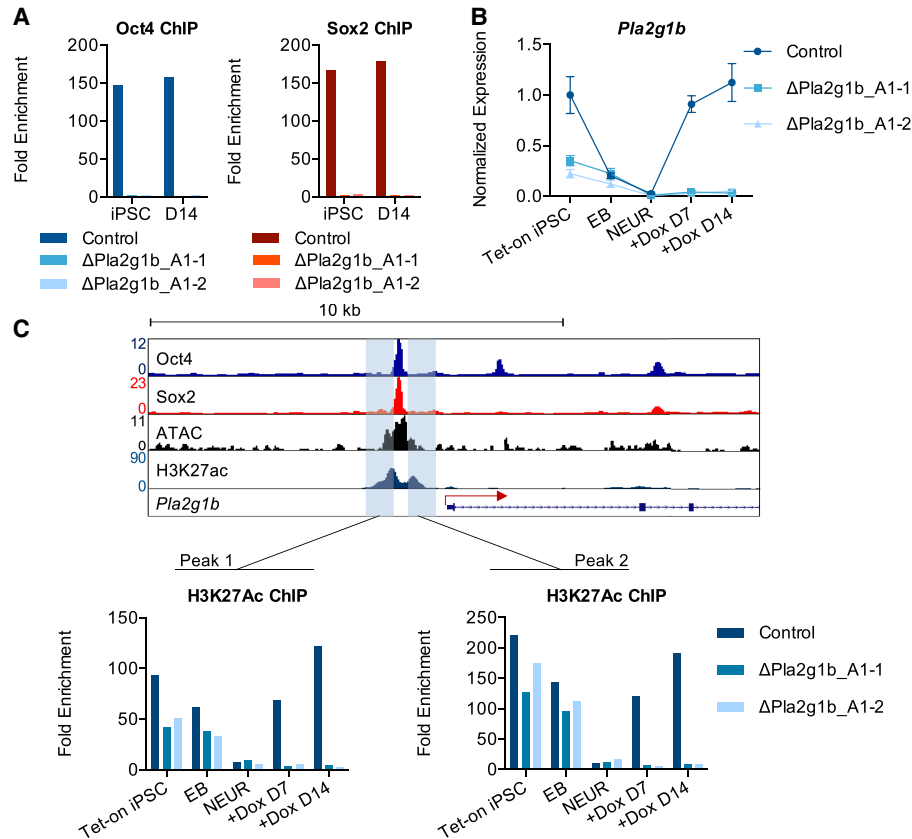 A
Oct4 ChIP
Fold Enrichment
200
150
100
50
0
iPSC D14
Control
ΔPla2g1b_A1-1
ΔPla2g1b_A1-2
Sox2 ChIP
Fold Enrichment
200
150
100
50
0
iPSC D14
Control
ΔPla2g1b_A1-1
ΔPla2g1b_A1-2
B
Pla2g1b
Normalized Expression
1.5
1.0
0.5
0.0
Tet-on iPSC
EB
NEUR
+Dox D7
+Dox D14
Control
ΔPla2g1b_A1-1
ΔPla2g1b_A1-2
C
10 kb
12
0
Oct4
23
0
Sox2
11
0
ATAC
90
0
H3K27ac
Pla2g1b
Peak 1
Peak 2
H3K27Ac ChIP
Fold Enrichment
150
100
50
0
Tet-on iPSC
EB
NEUR
+Dox D7
+Dox D14
H3K27Ac ChIP
Fold Enrichment
250
200
150
100
50
0
Tet-on iPSC
EB
NEUR
+Dox D7
+Dox D14
Control
ΔPla2g1b_A1-1
ΔPla2g1b_A1-2